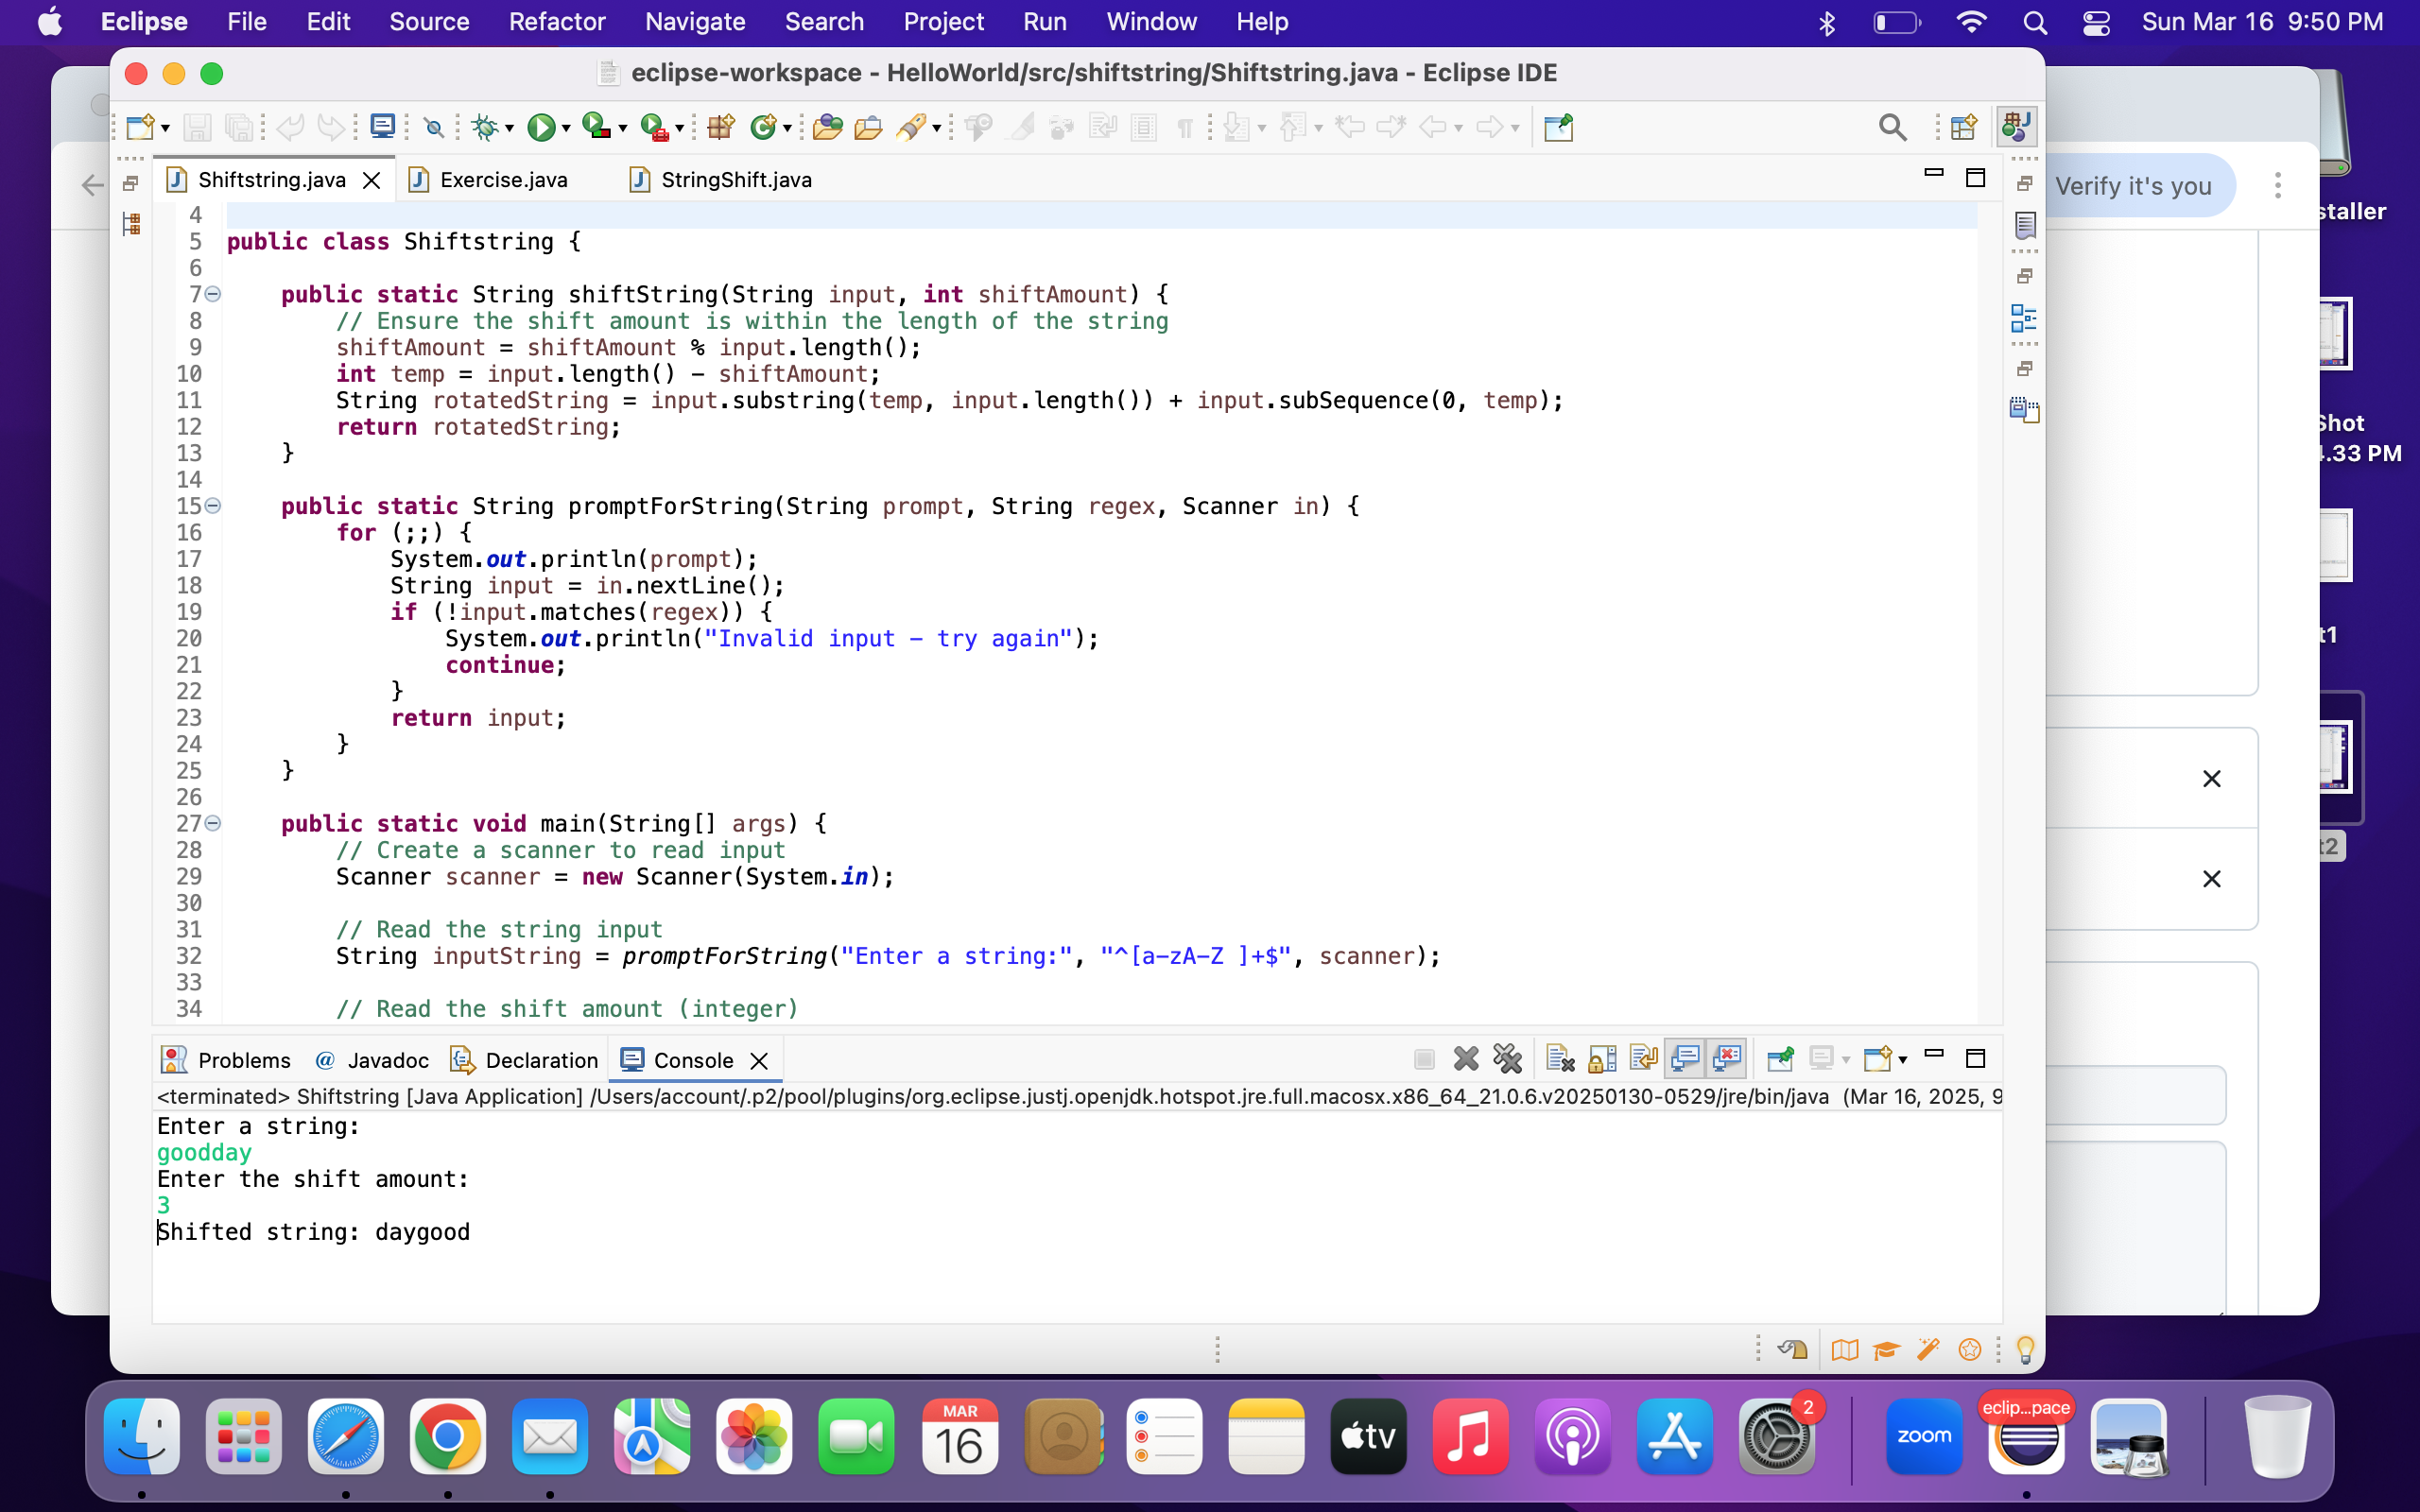 Eclipse File Edit Source Refactor Navigate Search Project Run Window Help Sun Mar 16 9:50 PM
eclipse-workspace - HelloWorld/src/shiftstring/Shiftstring.java - Eclipse IDE
Shiftstring.java Exercise.java StringShift.java
Verify it's you
staller
4
5 public class Shiftstring {
6
7 public static String shiftString(String input, int shiftAmount) {
8 // Ensure the shift amount is within the length of the string
9 shiftAmount = shiftAmount % input.length();
10 int temp = input.length() - shiftAmount;
11 String rotatedString = input.substring(temp, input.length()) + input.subSequence(0, temp);
12 return rotatedString;
13 }
14
15 public static String promptForString(String prompt, String regex, Scanner in) {
16 for (;;) {
17 System.out.println(prompt);
18 String input = in.nextLine();
19 if (!input.matches(regex)) {
20 System.out.println("Invalid input - try again");
21 continue;
22 }
23 return input;
24 }
25 }
26
27 public static void main(String[] args) {
28 // Create a scanner to read input
29 Scanner scanner = new Scanner(System.in);
30
31 // Read the string input
32 String inputString = promptForString("Enter a string:", "^[a-zA-Z ]+$", scanner);
33
34 // Read the shift amount (integer)
Shot
4.33 PM
t1
t2
Problems Javadoc Declaration Console
<terminated> Shiftstring [Java Application] /Users/account/.p2/pool/plugins/org.eclipse.justj.openjdk.hotspot.jre.full.macosx.x86_64_21.0.6.v20250130-0529/jre/bin/java (Mar 16, 2025, 9
Enter a string:
goodday
Enter the shift amount:
3
Shifted string: daygood
MAR
16
tv
2
zoom
eclip...pace